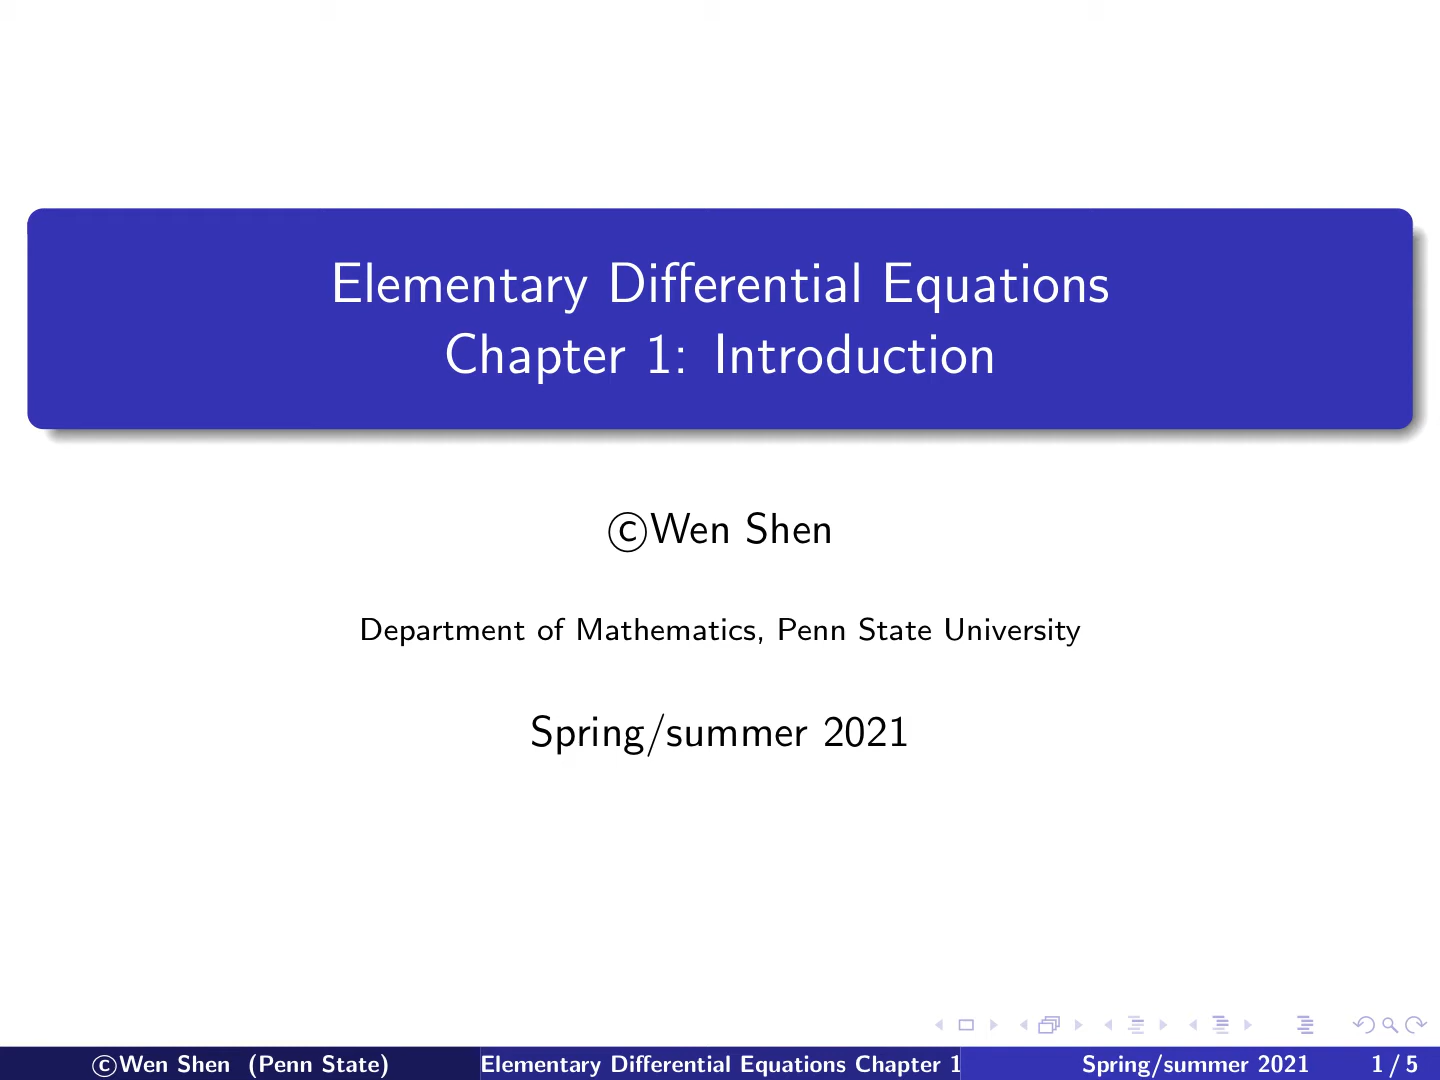 Elementary Differential Equations
Chapter 1: Introduction
©Wen Shen
Department of Mathematics, Penn State University
Spring/summer 2021
©Wen Shen (Penn State)
Elementary Differential Equations Chapter 1
Spring/summer 2021
1 / 5